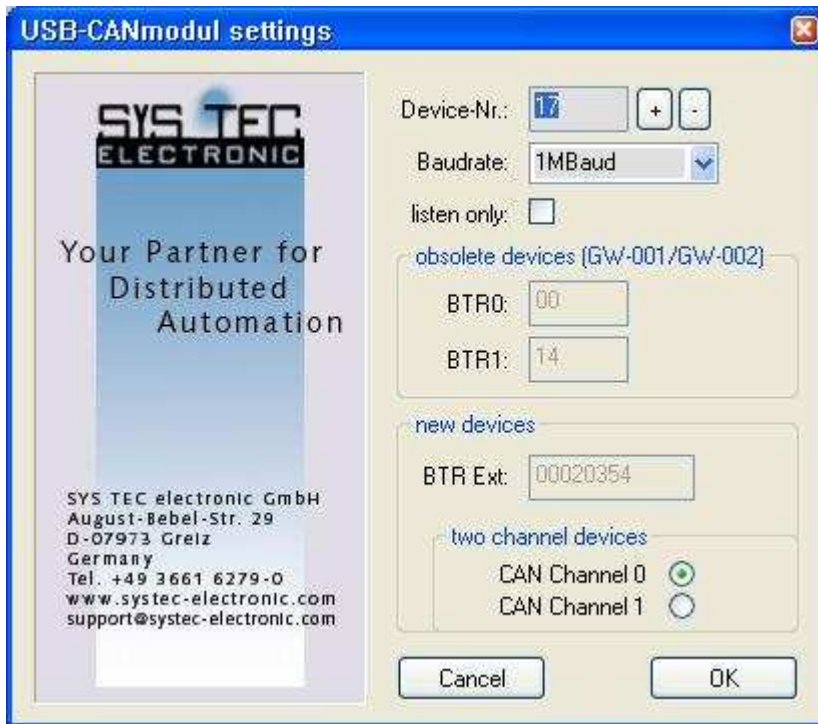 USB-CANmodul settings
SYS TEC
ELECTRONIC
Your Partner for
Distributed
Automation
SYS TEC electronic GmbH
August-Bebel-Str. 29
D-07973 Greiz
Germany
Tel. +49 3661 6279-0
www.systec-electronic.com
support@systec-electronic.com
Device-Nr.: 17 + -
Baudrate: 1MBaud
listen only:
obsolete devices (GW-001/GW-002)
BTR0: 00
BTR1: 14
new devices
BTR Ext: 00020354
two channel devices
CAN Channel 0
CAN Channel 1
Cancel OK